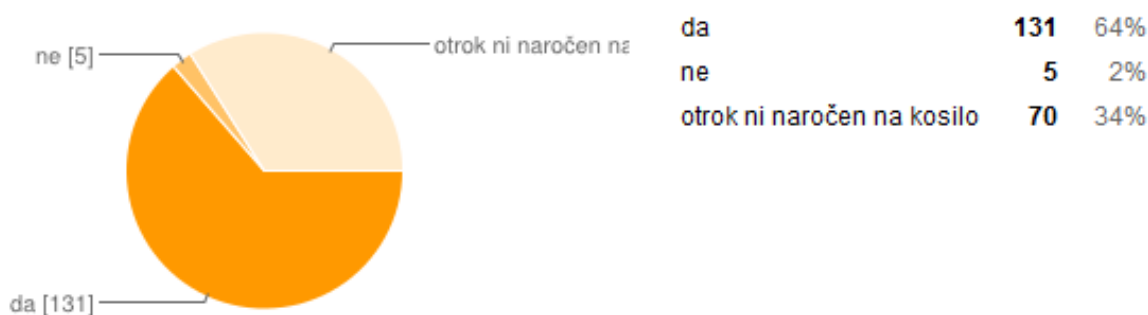 ne [5]
otrok ni naročen na
da [131]
da 131 64%
ne 5 2%
otrok ni naročen na kosilo 70 34%